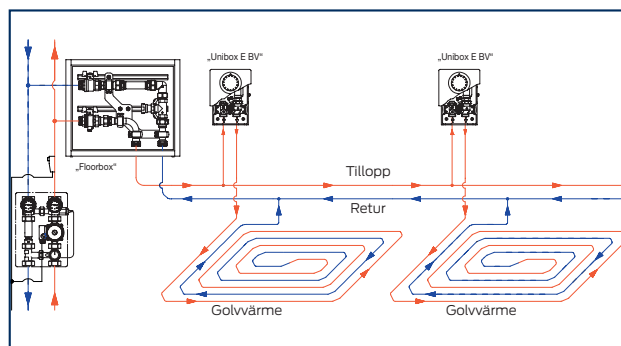 „Unibox E BV“
„Unibox E BV“
„Floorbox“
Tillopp
Retur
Golvvärme
Golvvärme